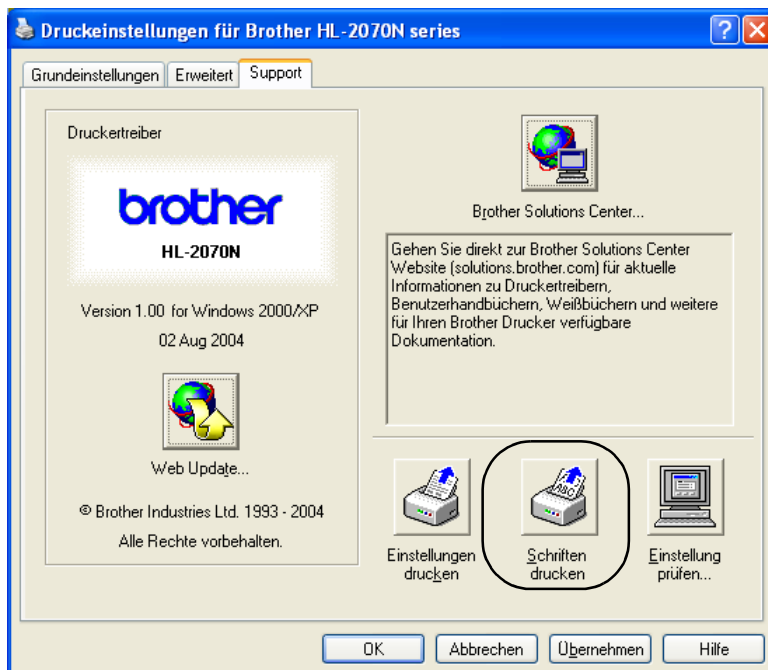 Druckeinstellungen für Brother HL-2070N series
Grundeinstellungen Erweitert Support
Druckertreiber
brother
HL-2070N
Version 1.00 for Windows 2000/XP
02 Aug 2004
Web Update...
© Brother Industries Ltd. 1993 - 2004
Alle Rechte vorbehalten.
Brother Solutions Center...
Gehen Sie direkt zur Brother Solutions Center
Website (solutions.brother.com) für aktuelle
Informationen zu Druckertreibern,
Benutzerhandbüchern, Weißbüchern und weitere
für Ihren Brother Drucker verfügbare
Dokumentation.
Einstellungen
drucken
ABC
Schriften
drucken
Einstellung
prüfen...
OK Abbrechen Übernehmen Hilfe